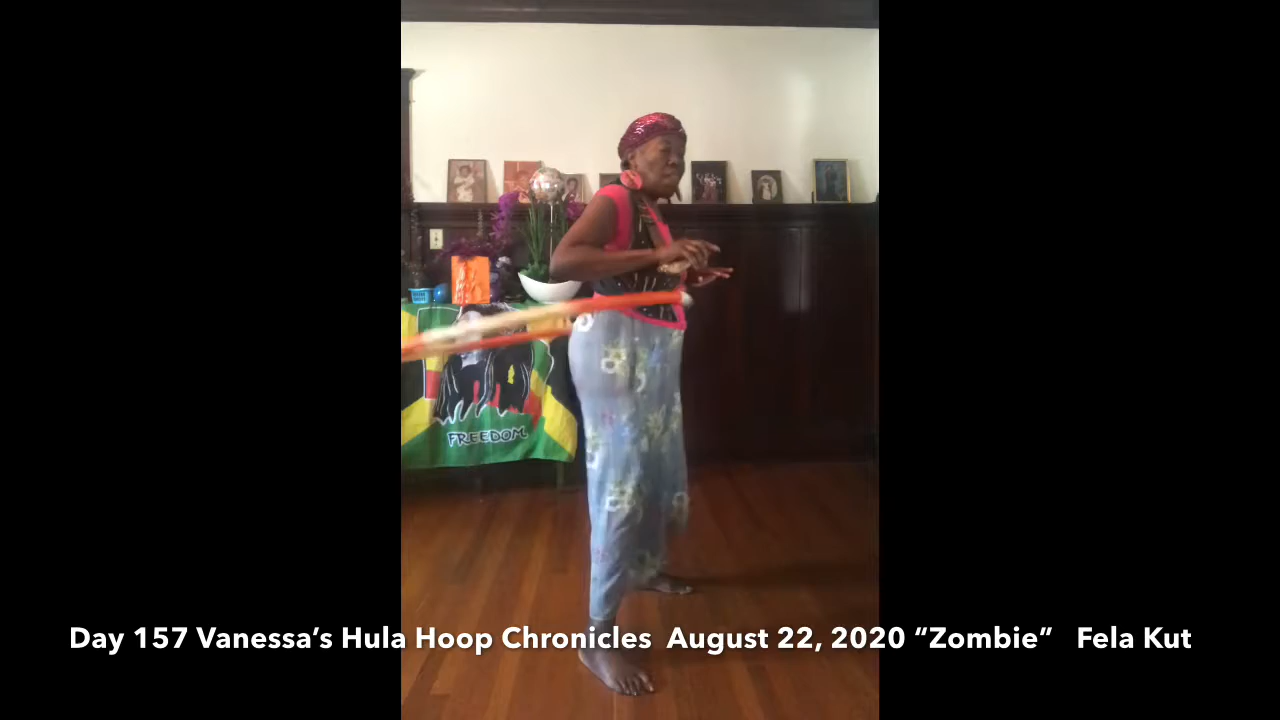 FREEDOM
Day 157 Vanessa’s Hula Hoop Chronicles  August 22, 2020 “Zombie”   Fela Kut